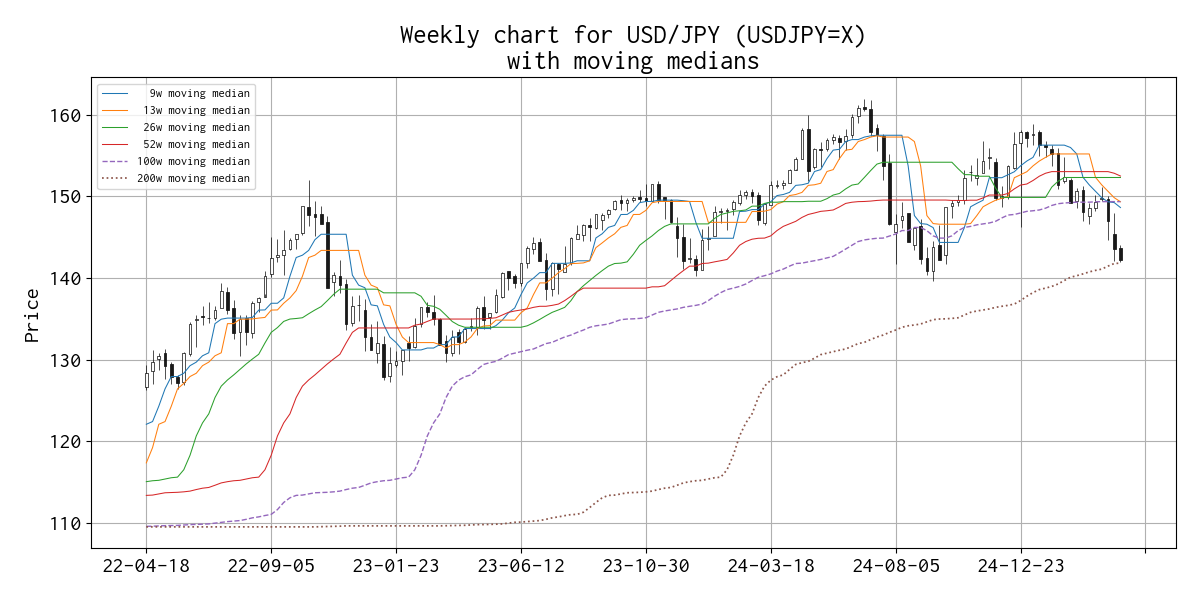 Weekly chart for USD/JPY (USDJPY=X)
with moving medians
9w moving median
13w moving median
26w moving median
52w moving median
100w moving median
200w moving median
Price
160
150
140
130
120
110
22-04-18 22-09-05 23-01-23 23-06-12 23-10-30 24-03-18 24-08-05 24-12-23